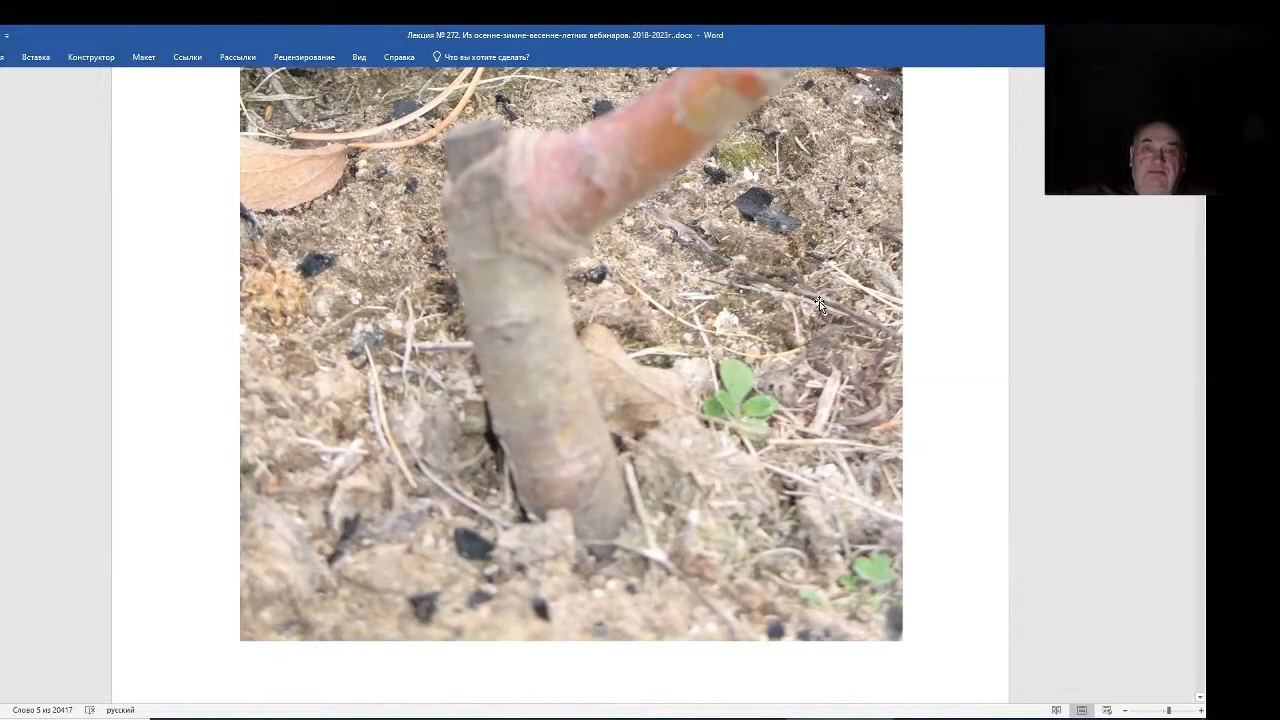 Лекция № 272. Из осенне-зимне-весенне-летних вебинаров. 2018-2023г..docx - Word
Вставка Конструктор Макет Ссылки Рассылки Рецензирование Вид Справка Что вы хотите сделать?
Слово 5 из 20417 русский